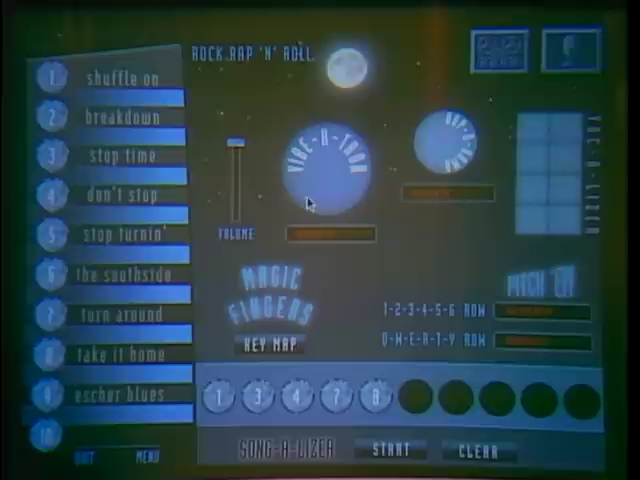 ROCK, RAP 'N' ROLL
1 shuffle on
2 breakdown
3 stop time
4 don't stop
5 stop turnin'
6 the southside
7 turn around
8 take it home
9 escher blues
10
QUIT MENU
VOLUME
VIBE-A-TRON
RAP-A-TRON
VOC-A-LIZER
MAGIC
FINGERS
KEY MAP
PITCH 'EM
1-2-3-4-5-6 ROW
Q-W-E-R-T-Y ROW
1 3 4 7 8
SONG-A-LIZER START CLEAR